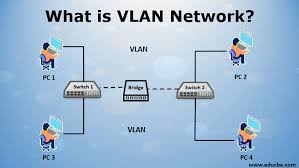 What is VLAN Network?
VLAN
PC 1
PC 2
Switch 1
Bridge
Switch 2
VLAN
PC 3
PC 4
www.educba.com